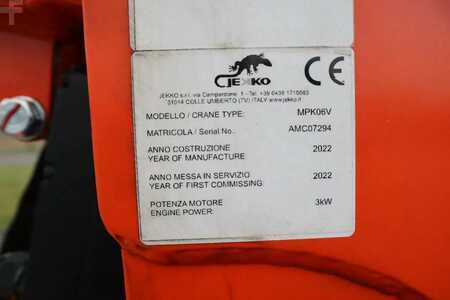 JEKKO
CE
JEKKO s.r.l. via Campardone, 1 - Tel. +39 0438 1710083
31014 COLLE UMBERTO (TV) ITALY www.jekko.it
MODELLO / CRANE TYPE: MPK06V
MATRICOLA / Serial No.. AMC07294
ANNO COSTRUZIONE 2022
YEAR OF MANUFACTURE
ANNO MESSA IN SERVIZIO 2022
YEAR OF FIRST COMMISSING
POTENZA MOTORE 3kW
ENGINE POWER: